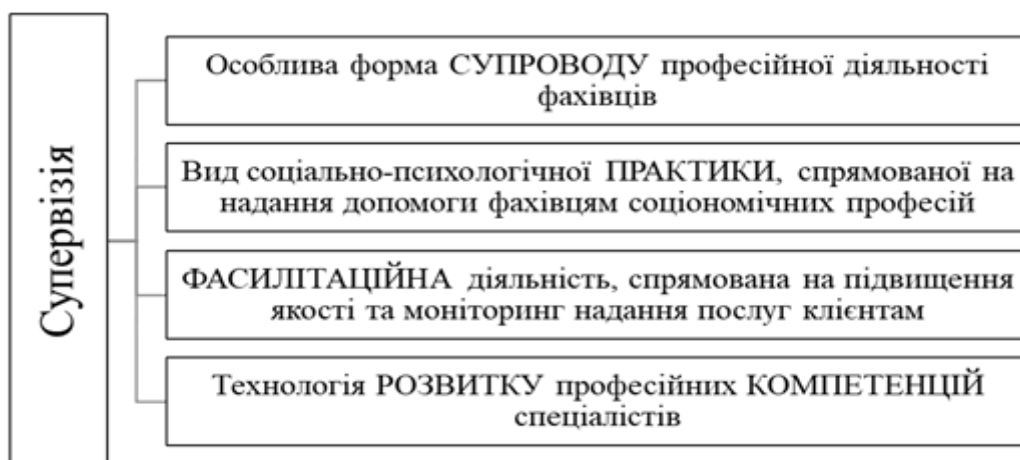 Супервізія
Особлива форма СУПРОВОДУ професійної діяльності
фахівців
Вид соціально-психологічної ПРАКТИКИ, спрямованої на
надання допомоги фахівцям соціономічних професій
ФАСИЛІТАЦІЙНА діяльність, спрямована на підвищення
якості та моніторинг надання послуг клієнтам
Технологія РОЗВИТКУ професійних КОМПЕТЕНЦІЙ
спеціалістів